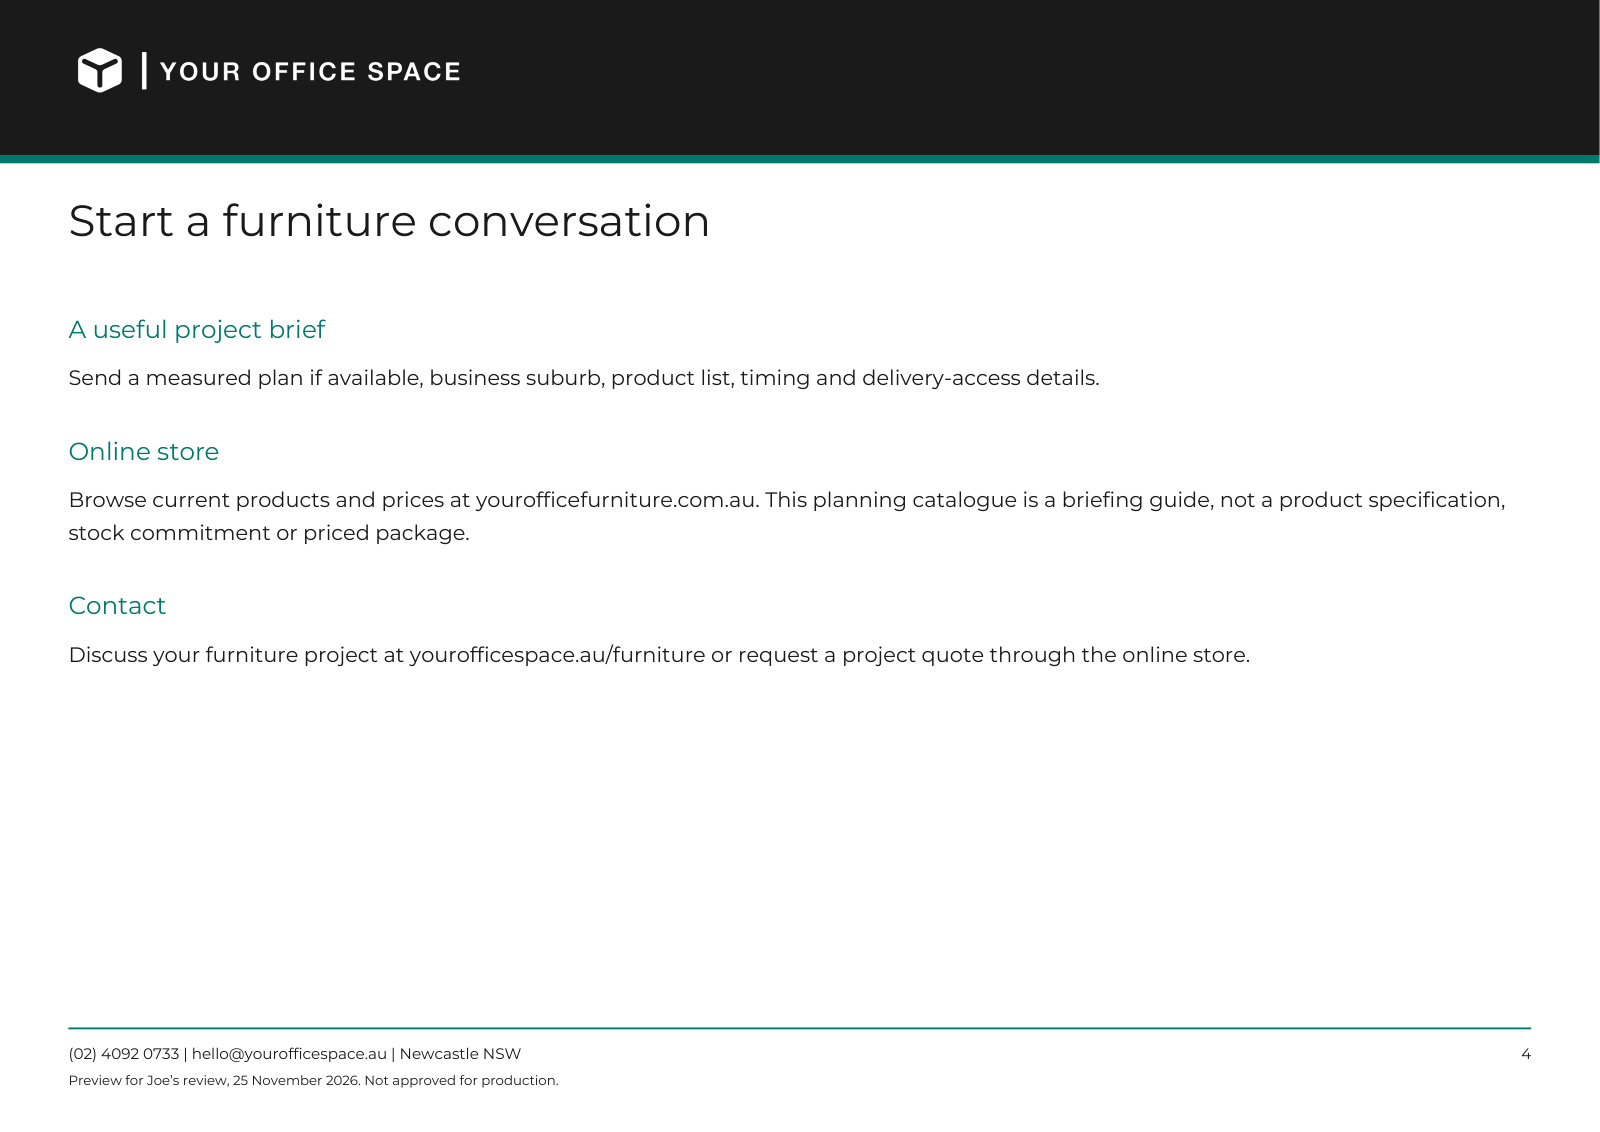 YOUR OFFICE SPACE
Start a furniture conversation
A useful project brief
Send a measured plan if available, business suburb, product list, timing and delivery-access details.
Online store
Browse current products and prices at yourofficefurniture.com.au. This planning catalogue is a briefing guide, not a product specification,
stock commitment or priced package.
Contact
Discuss your furniture project at yourofficespace.au/furniture or request a project quote through the online store.
(02) 4092 0733 | hello@yourofficespace.au | Newcastle NSW
4
Preview for Joe’s review, 25 November 2026. Not approved for production.